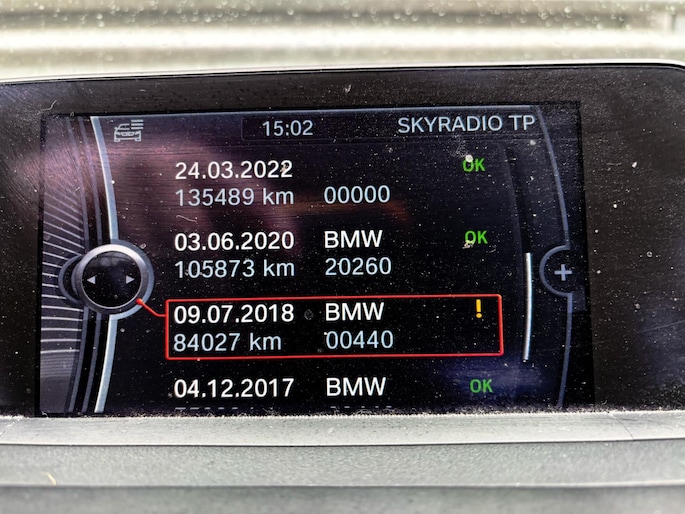 15:02 SKYRADIO TP
24.03.2022 OK
135489 km 00000
03.06.2020 BMW OK
105873 km 20260
09.07.2018 BMW !
84027 km 00440
04.12.2017 BMW OK